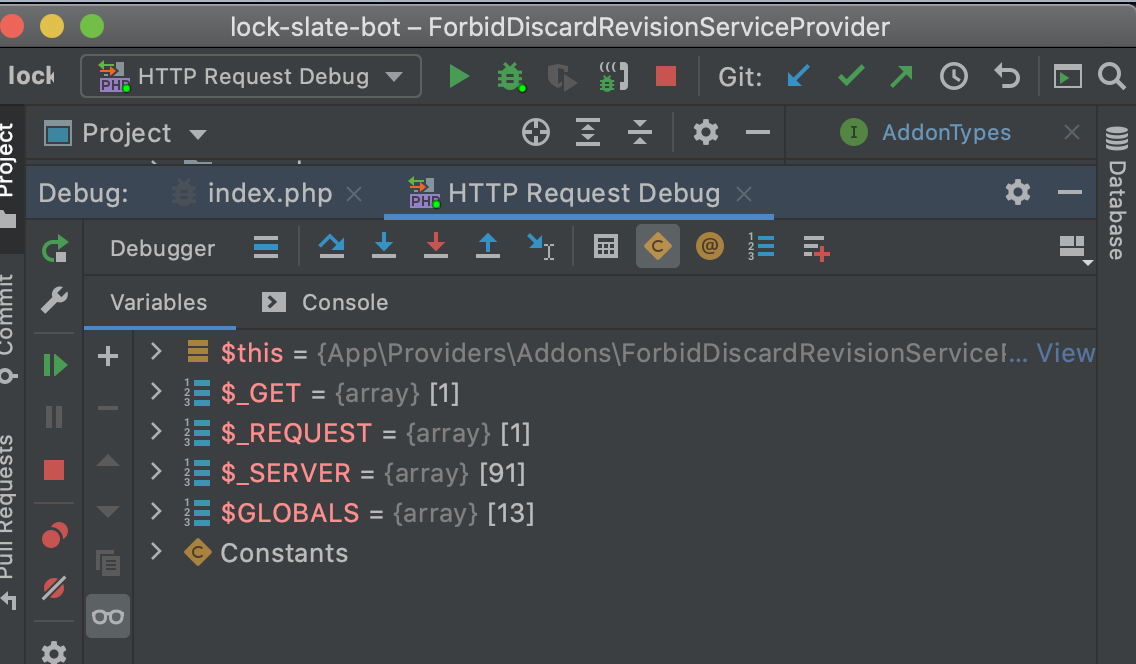 lock-slate-bot – ForbidDiscardRevisionServiceProvider
lock
HTTP Request Debug
Git:
Project
AddonTypes
Project
Debug:
index.php
HTTP Request Debug
Database
Debugger
Commit
Variables
Console
$this = {App\Providers\Addons\ForbidDiscardRevisionService... View
$_GET = {array} [1]
$_REQUEST = {array} [1]
Pull Requests
$_SERVER = {array} [91]
$GLOBALS = {array} [13]
Constants